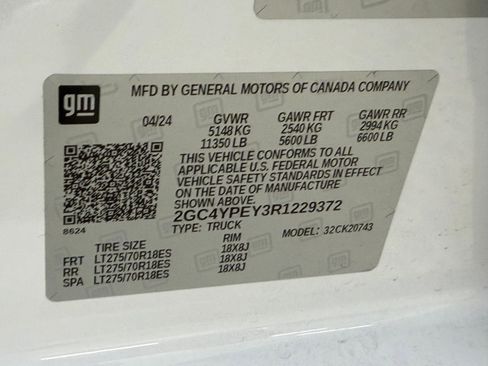 gm
MFD BY GENERAL MOTORS OF CANADA COMPANY
04/24 GVWR GAWR FRT GAWR RR
5148 KG 2540 KG 2994 KG
11350 LB 5600 LB 6600 LB
THIS VEHICLE CONFORMS TO ALL
APPLICABLE U.S. FEDERAL MOTOR
VEHICLE SAFETY STANDARDS IN EFFECT
ON THE DATE OF MANUFACTURE
SHOWN ABOVE.
8624
2GC4YPEY3R1229372
TYPE: TRUCK MODEL: 32CK20743
TIRE SIZE RIM
FRT LT275/70R18ES 18X8J
RR LT275/70R18ES 18X8J
SPA LT275/70R18ES 18X8J